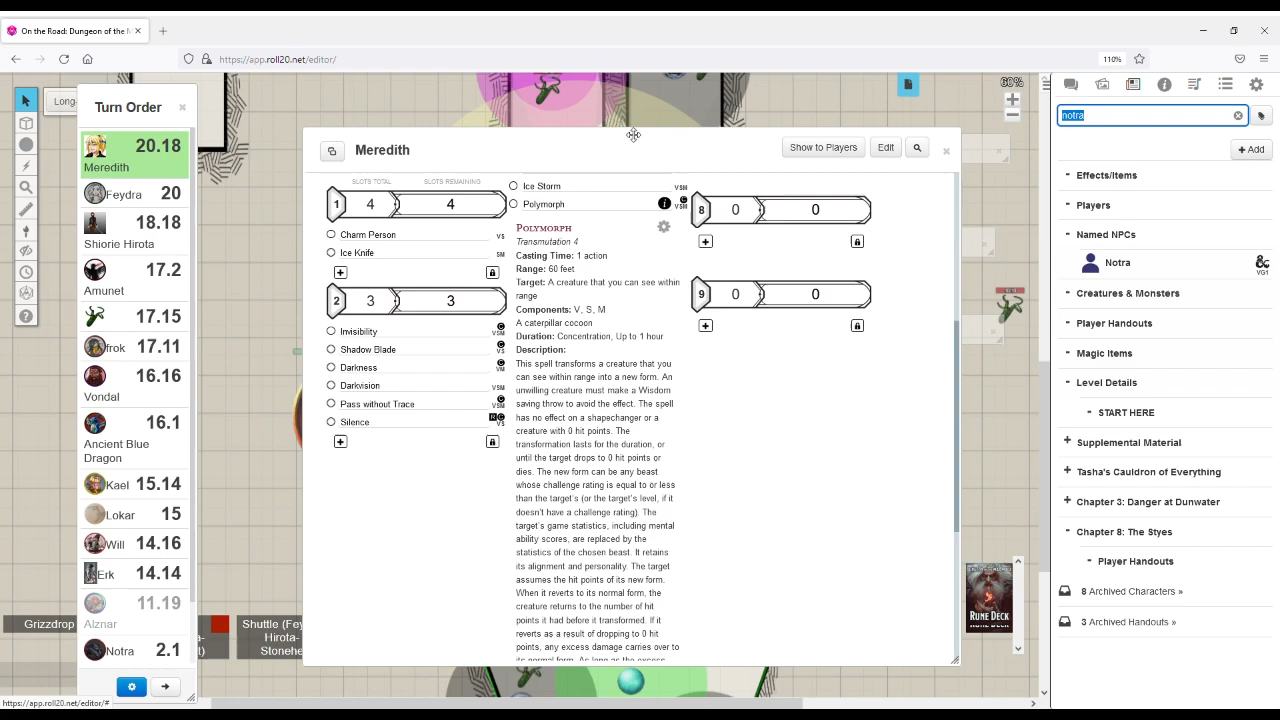 On the Road: Dungeon of the M
https://app.roll20.net/editor/
110%
60%
Long-
Turn Order
20.18
Meredith
Feydra 20
18.18
Shiorie Hirota
17.2
Amunet
17.15
frok 17.11
16.16
Vondal
16.1
Ancient Blue
Dragon
Kael 15.14
Lokar 15
Will 14.16
Erk 14.14
11.19
Alznar
Notra 2.1
Grizzdrop
Shuttle (Fey
Hirota-
Stonehe
https://app.roll20.net/editor/#
Meredith
Show to Players
Edit
SLOTS TOTAL SLOTS REMAINING
1 4 4
Charm Person VS
Ice Knife SM
2 3 3
Invisibility C VSM
Shadow Blade C VS
Darkness C VM
Darkvision VSM
Pass without Trace C VSM
Silence R C VS
Ice Storm VSM
Polymorph C VSM
POLYMORPH
Transmutation 4
Casting Time: 1 action
Range: 60 feet
Target: A creature that you can see within
range
Components: V, S, M
A caterpillar cocoon
Duration: Concentration, Up to 1 hour
Description:
This spell transforms a creature that you
can see within range into a new form. An
unwilling creature must make a Wisdom
saving throw to avoid the effect. The spell
has no effect on a shapechanger or a
creature with 0 hit points. The
transformation lasts for the duration, or
until the target drops to 0 hit points or
dies. The new form can be any beast
whose challenge rating is equal to or less
than the target's (or the target's level, if it
doesn't have a challenge rating). The
target's game statistics, including mental
ability scores, are replaced by the
statistics of the chosen beast. It retains
its alignment and personality. The target
assumes the hit points of its new form.
When it reverts to its normal form, the
creature returns to the number of hit
points it had before it transformed. If it
reverts as a result of dropping to 0 hit
points, any excess damage carries over to
its normal form. As long as the excess
8 0 0
9 0 0
RUNE DECK
notra
+ Add
Effects/Items
Players
Named NPCs
Notra
VG1
Creatures & Monsters
Player Handouts
Magic Items
Level Details
START HERE
Supplemental Material
Tasha's Cauldron of Everything
Chapter 3: Danger at Dunwater
Chapter 8: The Styes
Player Handouts
8 Archived Characters »
3 Archived Handouts »